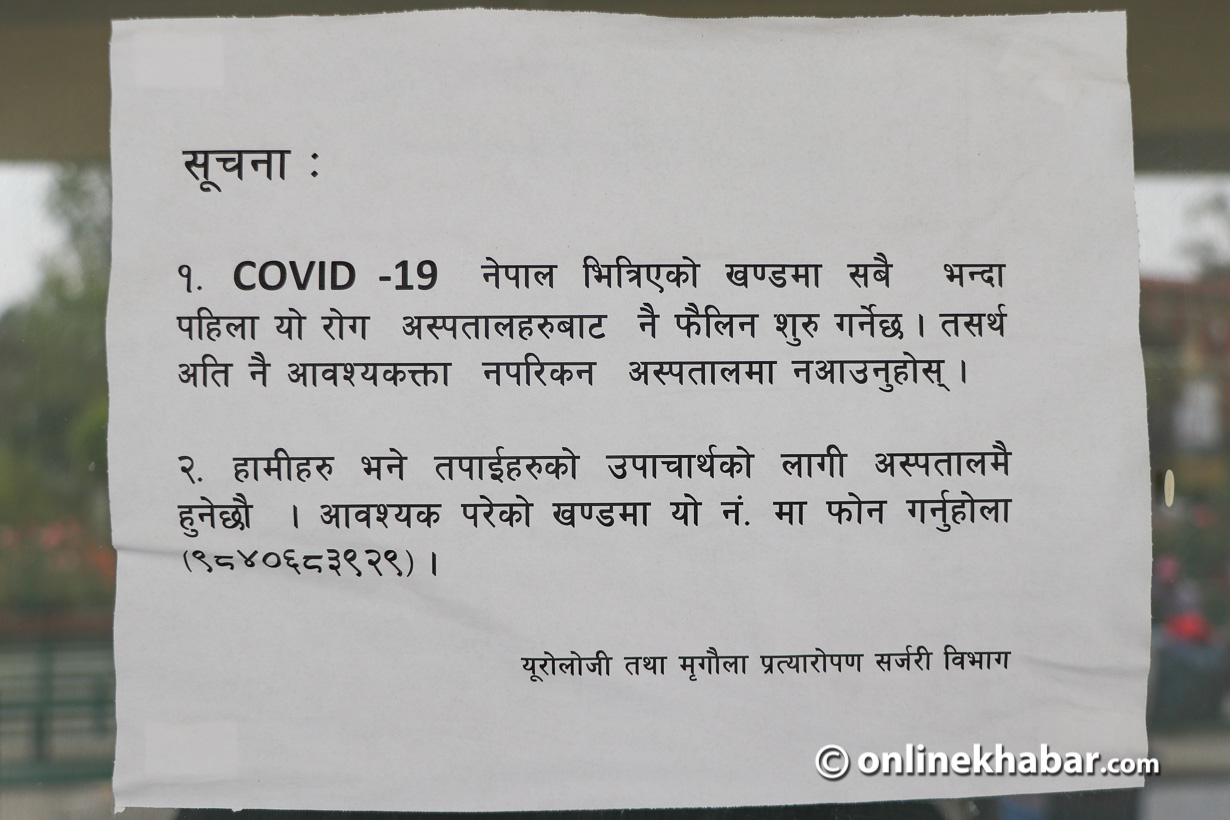 सूचना :
१. COVID -19 नेपाल भित्रिएको खण्डमा सबै भन्दा
पहिला यो रोग अस्पतालहरुबाट नै फैलिन शुरु गर्नेछ । तसर्थ
अति नै आवश्यकक्ता नपरिकन अस्पतालमा नआउनुहोस् ।
२. हामीहरु भने तपाईहरुको उपाचार्थको लागी अस्पतालमै
हुनेछौ । आवश्यक परेको खण्डमा यो नं. मा फोन गर्नुहोला
(९८४०६८३९२९) ।
यूरोलोजी तथा मृगौला प्रत्यारोपण सर्जरी विभाग
© onlinekhabar.com